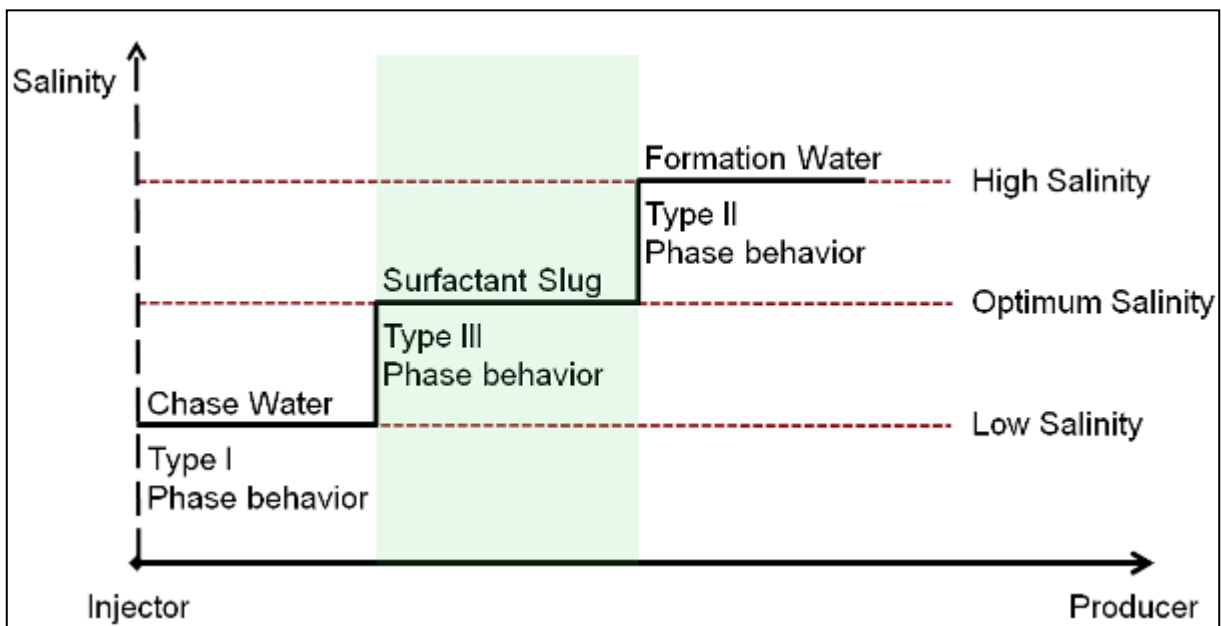 Salinity
Formation Water
High Salinity
Type II
Phase behavior
Surfactant Slug
Optimum Salinity
Type III
Phase behavior
Chase Water
Low Salinity
Type I
Phase behavior
Injector
Producer